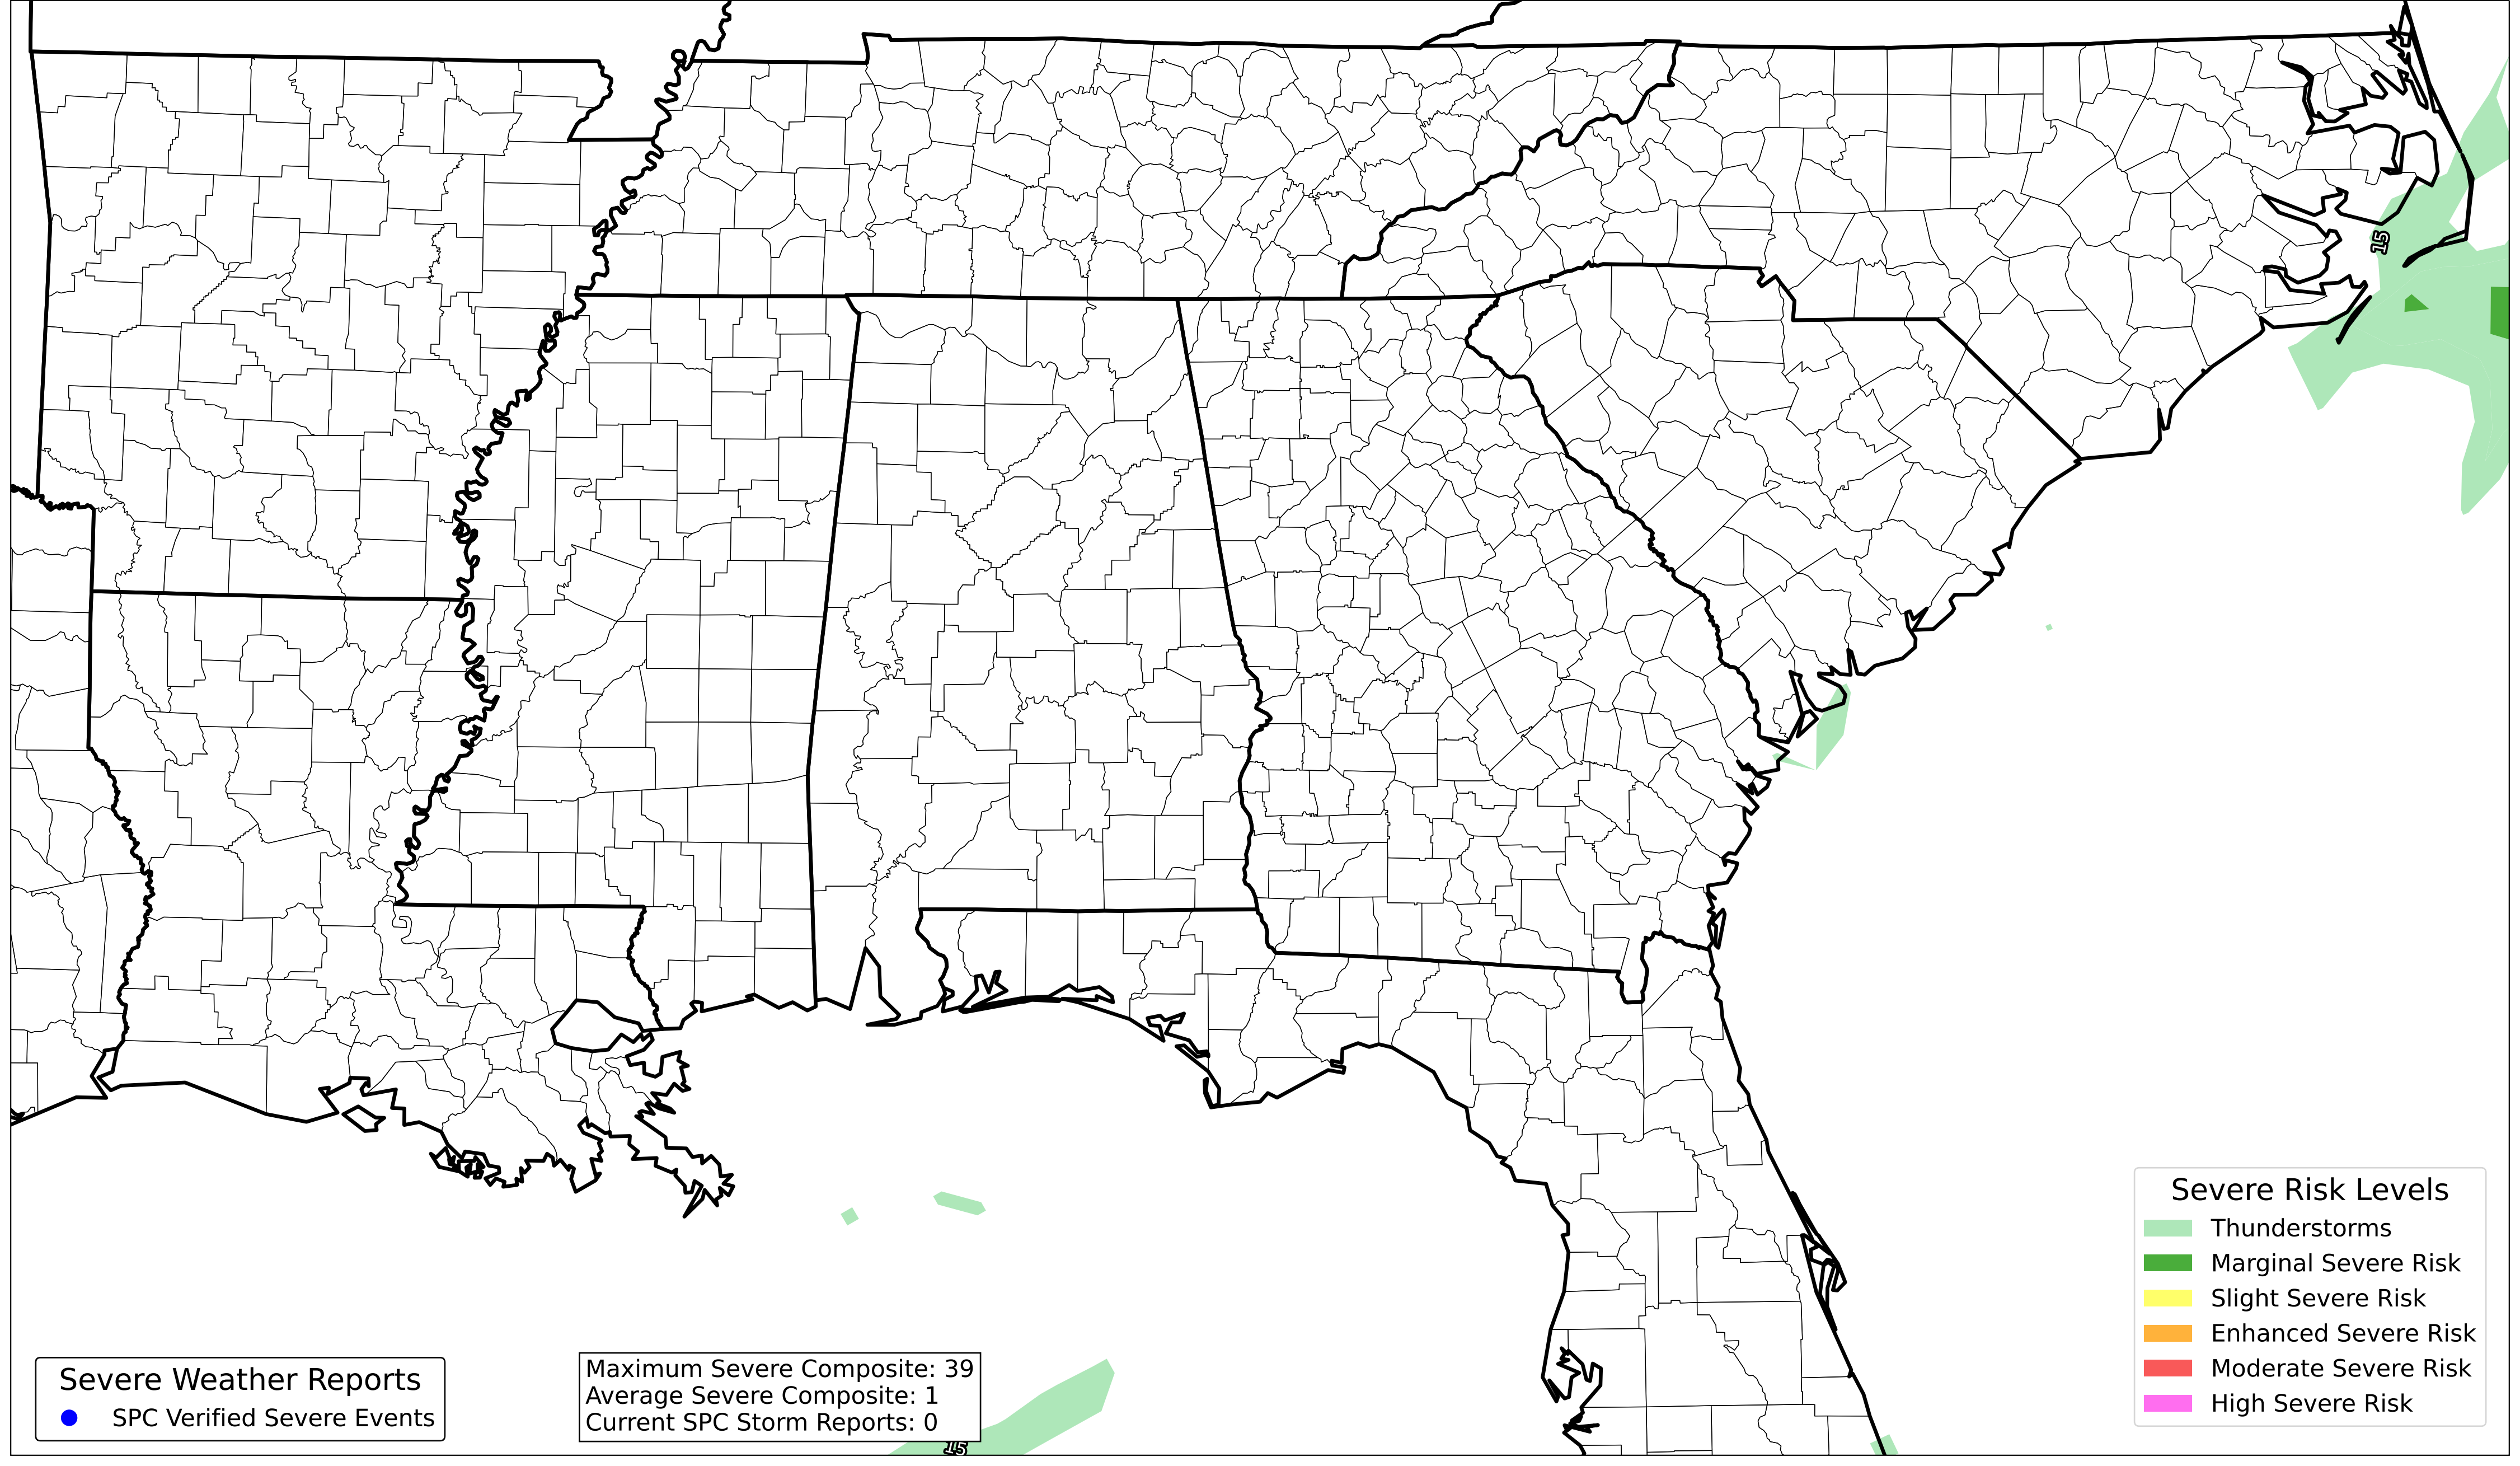 15
Severe Risk Levels
Thunderstorms
Marginal Severe Risk
Slight Severe Risk
Enhanced Severe Risk
Moderate Severe Risk
High Severe Risk
Severe Weather Reports
SPC Verified Severe Events
Maximum Severe Composite: 39
Average Severe Composite: 1
Current SPC Storm Reports: 0
15